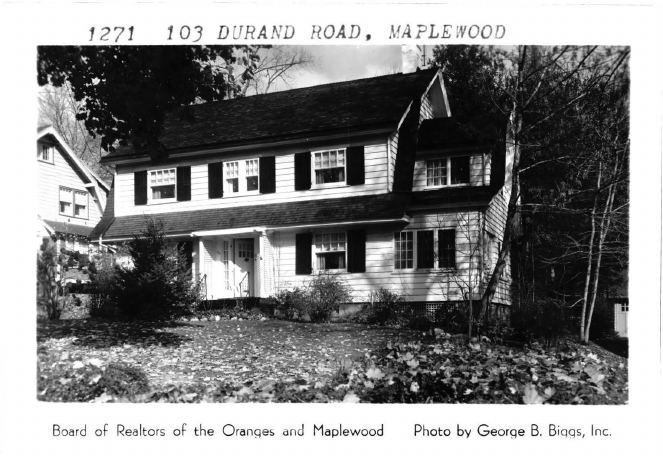 1271 103 DURAND ROAD, MAPLEWOOD
Board of Realtors of the Oranges and Maplewood Photo by George B. Biggs, Inc.